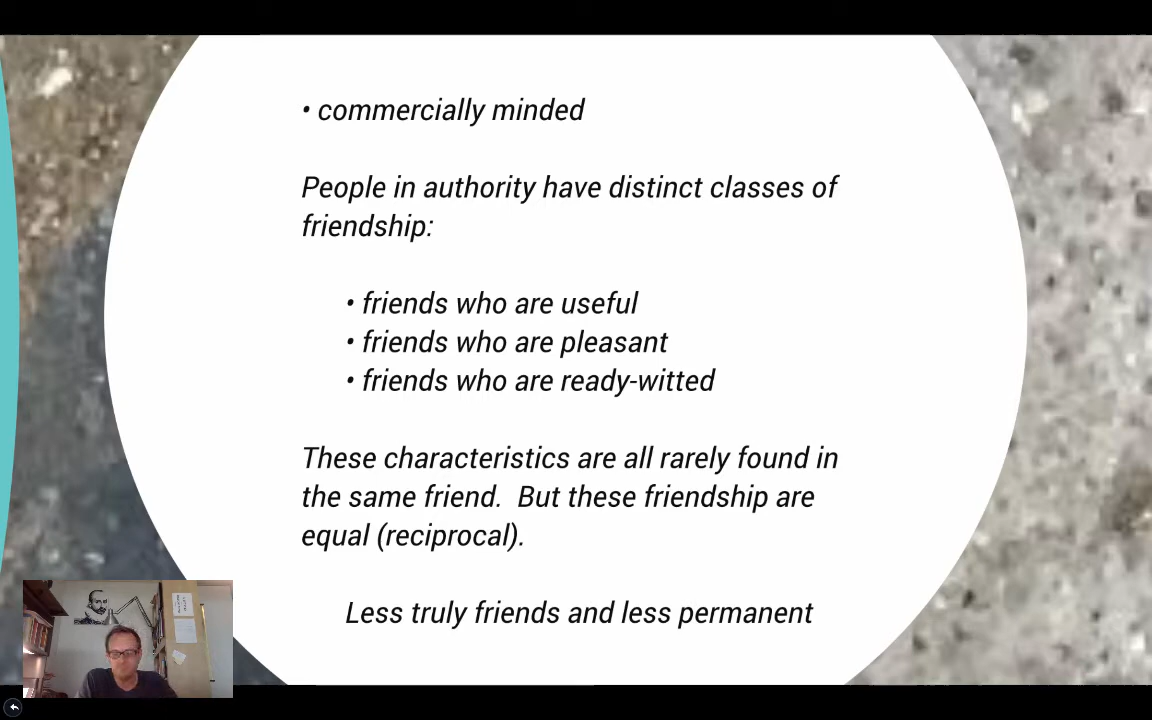 • commercially minded
People in authority have distinct classes of
friendship:
• friends who are useful
• friends who are pleasant
• friends who are ready-witted
These characteristics are all rarely found in
the same friend.  But these friendship are
equal (reciprocal).
Less truly friends and less permanent